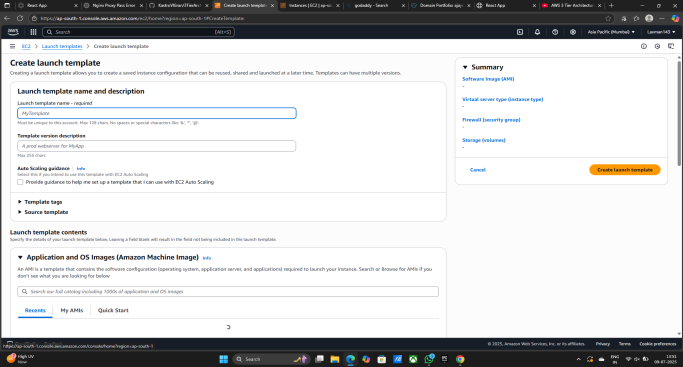 React App
Nginx Proxy Pass Error
Create launch template
Instances | EC2 | ap-so
godaddy - Search
React App
AWS 3 Tier Architectur
https://ap-south-1.console.aws.amazon.com/ec2/home?region=ap-south-1#CreateTemplate:
aws
Search
[Alt+S]
Asia Pacific (Mumbai)
EC2 > Launch templates > Create launch template
Create launch template
Creating a launch template allows you to create a saved instance configuration that can be reused, shared and launched at a later time. Templates can have multiple versions.
Launch template name and description
Launch template name - required
MyTemplate
Must be unique to this account. Max 128 chars. No spaces or special characters like '&', '*', '@'.
Template version description
A prod webserver for MyApp
Max 255 chars
Auto Scaling guidance | Info
Select this if you intend to use this template with EC2 Auto Scaling
Provide guidance to help me set up a template that I can use with EC2 Auto Scaling
Template tags
Source template
Launch template contents
Specify the details of your launch template below. Leaving a field blank will result in the field not being included in the launch template.
Application and OS Images (Amazon Machine Image) Info
An AMI is a template that contains the software configuration (operating system, application server, and applications) required to launch your instance. Search or Browse for AMIs if you don't see what you are looking for below
Search our full catalog including 1000s of application and OS images
Recents
My AMIs
Quick Start
Summary
Software Image (AMI)
-
Virtual server type (instance type)
-
Firewall (security group)
-
Storage (volumes)
-
Cancel
Create launch template
https://ap-south-1.console.aws.amazon.com/console/home?region=ap-south-1
© 2025, Amazon Web Services, Inc. or its affiliates.
Privacy
Terms
Cookie preferences
High UV
Now
Search
ENG
IN
13:51
09-07-2025